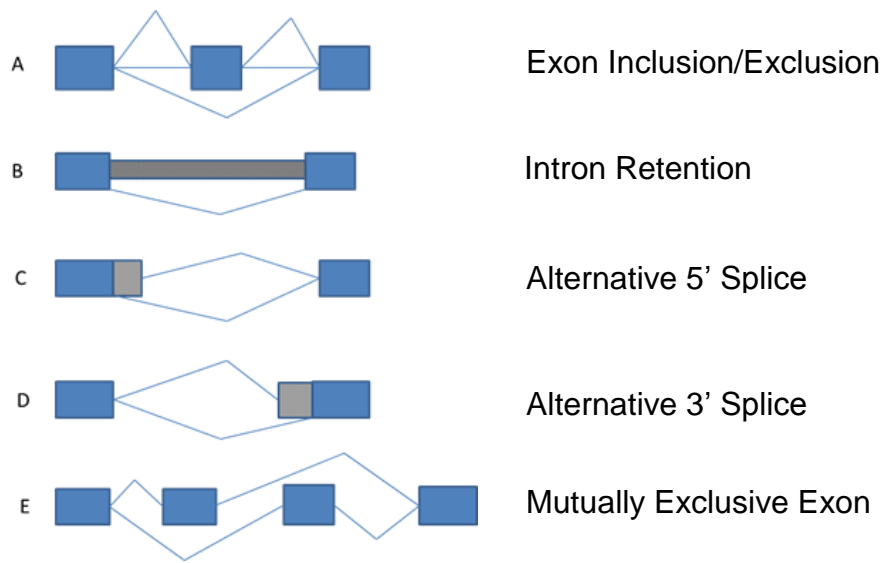 A Exon Inclusion/Exclusion
B Intron Retention
C Alternative 5’ Splice
D Alternative 3’ Splice
E Mutually Exclusive Exon